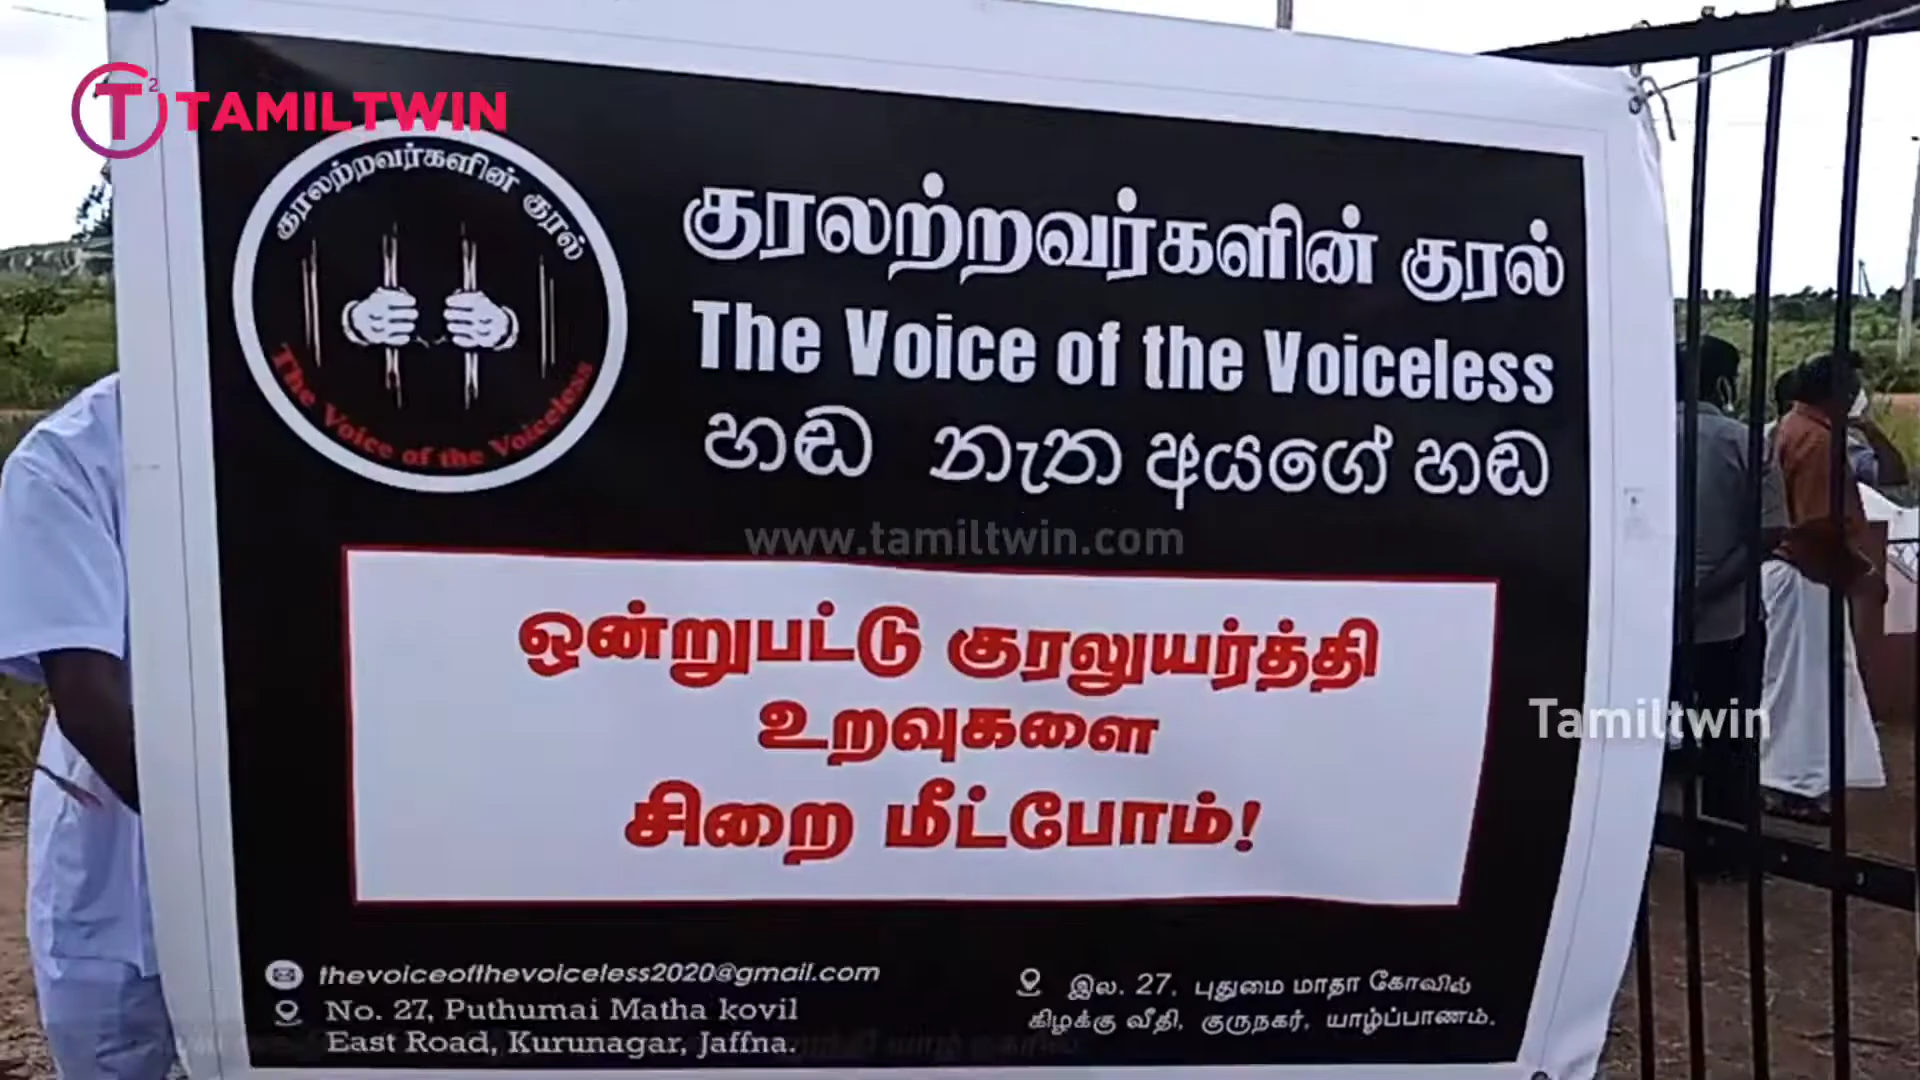 T2 TAMILTWIN
குரலற்றவர்களின் குரல்
The Voice of the Voiceless
குரலற்றவர்களின் குரல்
The Voice of the Voiceless
හඬ නැත අයගේ හඬ
www.tamiltwin.com
ஒன்றுபட்டு குரலுயர்த்தி
உறவுகளை
சிறை மீட்போம்!
Tamiltwin
thevoiceofthevoiceless2020@gmail.com
No. 27, Puthumai Matha kovil
East Road, Kurunagar, Jaffna.
இல. 27, புதுமை மாதா கோவில்
கிழக்கு வீதி, குருநகர், யாழ்ப்பாணம்.